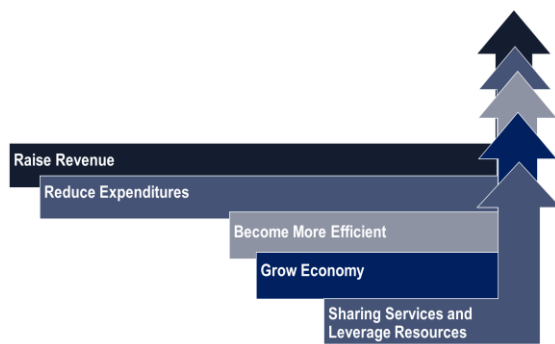 Raise Revenue
Reduce Expenditures
Become More Efficient
Grow Economy
Sharing Services and
Leverage Resources